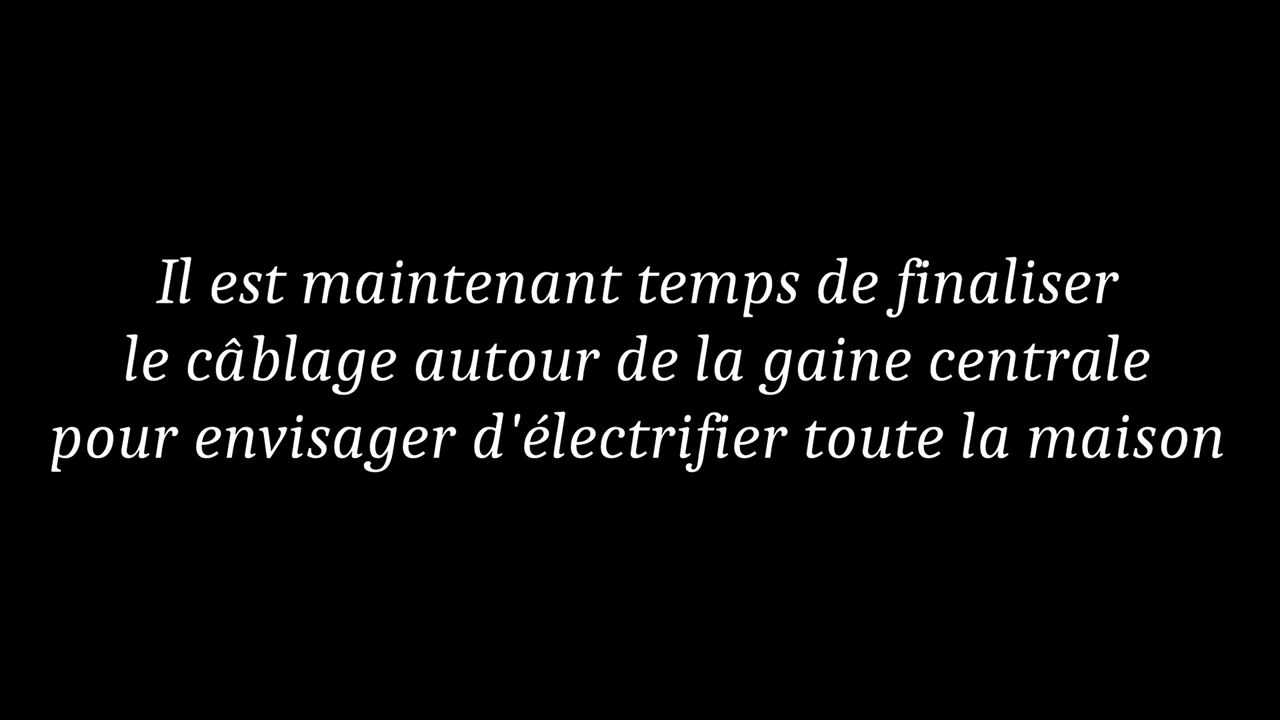 Il est maintenant temps de finaliser
le câblage autour de la gaine centrale
pour envisager d'électrifier toute la maison